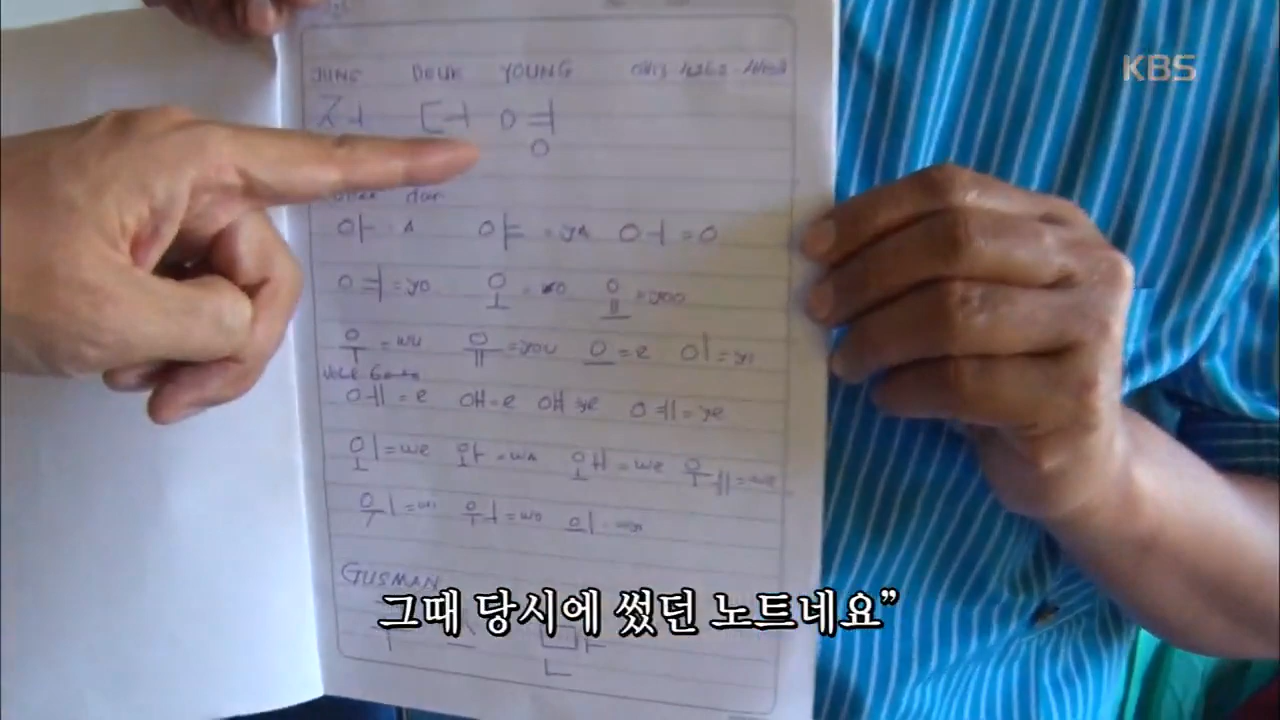 KBS
JUNG DEUK YOUNG
저 더 영
아 = A 야 = yA 어 = O
여 = yo 오 = o 요 = yoo
우 = wu 유 = you 으 = e 이 = yi
에 = e 애 = e 얘 ye 예 = ye
외 = we 와 = wA 왜 = we 웨 = we
위 = wi 워 = wo 의
GUSMAN
그때 당시에 썼던 노트네요”